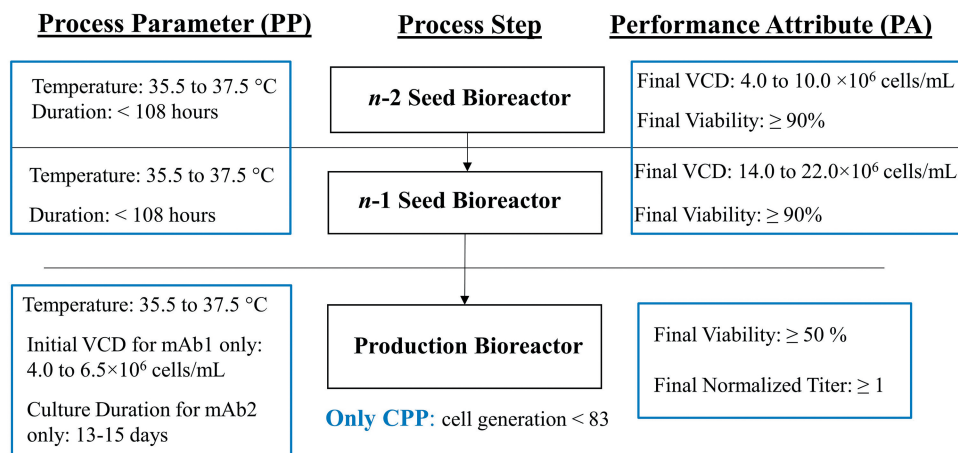 Process Parameter (PP)
Process Step
Performance Attribute (PA)
Temperature: 35.5 to 37.5 °C
Duration: < 108 hours
n-2 Seed Bioreactor
Final VCD: 4.0 to 10.0 ×10⁶ cells/mL
Final Viability: ≥ 90%
Temperature: 35.5 to 37.5 °C
Duration: < 108 hours
n-1 Seed Bioreactor
Final VCD: 14.0 to 22.0×10⁶ cells/mL
Final Viability: ≥ 90%
Temperature: 35.5 to 37.5 °C
Initial VCD for mAb1 only:
4.0 to 6.5×10⁶ cells/mL
Culture Duration for mAb2
only: 13-15 days
Production Bioreactor
Only CPP: cell generation < 83
Final Viability: ≥ 50 %
Final Normalized Titer: ≥ 1